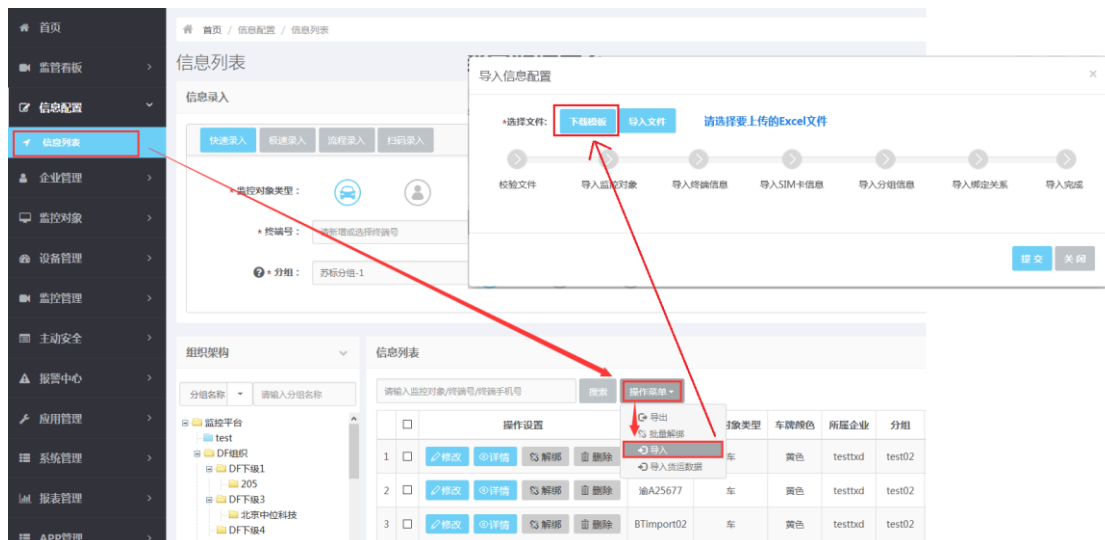 首页
监管看板
信息配置
信息列表
企业管理
监控对象
设备管理
监控管理
主动安全
报警中心
应用管理
系统管理
报表管理
APP管理
首页 / 信息配置 / 信息列表
信息列表
信息录入
快速录入 极速录入 流程录入 扫码录入
* 监控对象类型：
* 终端号： 请新增或选择终端号
* 分组： 苏标分组-1
导入信息配置 ×
*选择文件: 下载模板 导入文件 请选择要上传的Excel文件
校验文件 导入监控对象 导入终端信息 导入SIM卡信息 导入分组信息 导入绑定关系 导入完成
提交 关闭
组织架构
分组名称 请输入分组名称
监控平台
test
DF组织
DF下级1
205
DF下级3
北京中位科技
DF下级4
信息列表
请输入监控对象/终端号/终端手机号 搜索 操作菜单
导出
批量解绑
导入
导入货运数据
操作设置 对象类型 车牌颜色 所属企业 分组
1 修改 详情 解绑 删除 车 黄色 testtxd test02
2 修改 详情 解绑 删除 渝A25677 车 黄色 testtxd test02
3 修改 详情 解绑 删除 BTimport02 车 黄色 testtxd test02